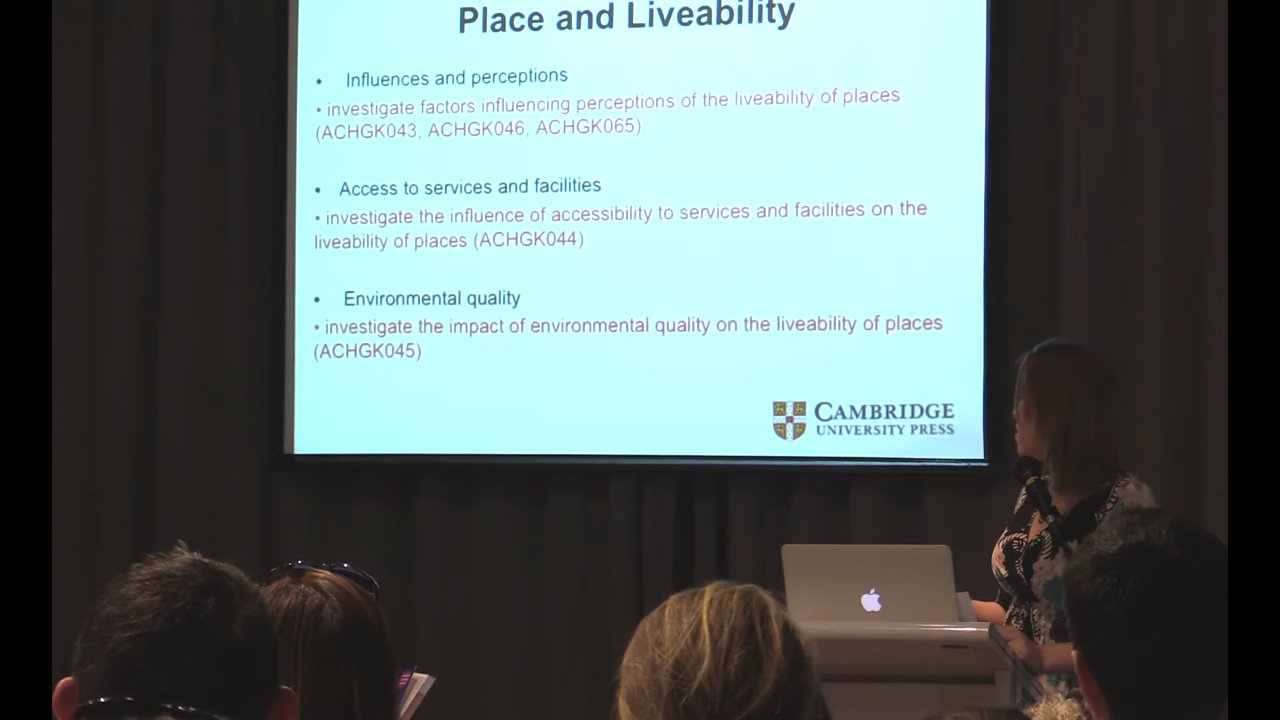 Place and Liveability
• Influences and perceptions
• investigate factors influencing perceptions of the liveability of places
(ACHGK043, ACHGK046, ACHGK065)
• Access to services and facilities
• investigate the influence of accessibility to services and facilities on the
liveability of places (ACHGK044)
• Environmental quality
• investigate the impact of environmental quality on the liveability of places
(ACHGK045)
CAMBRIDGE
UNIVERSITY PRESS